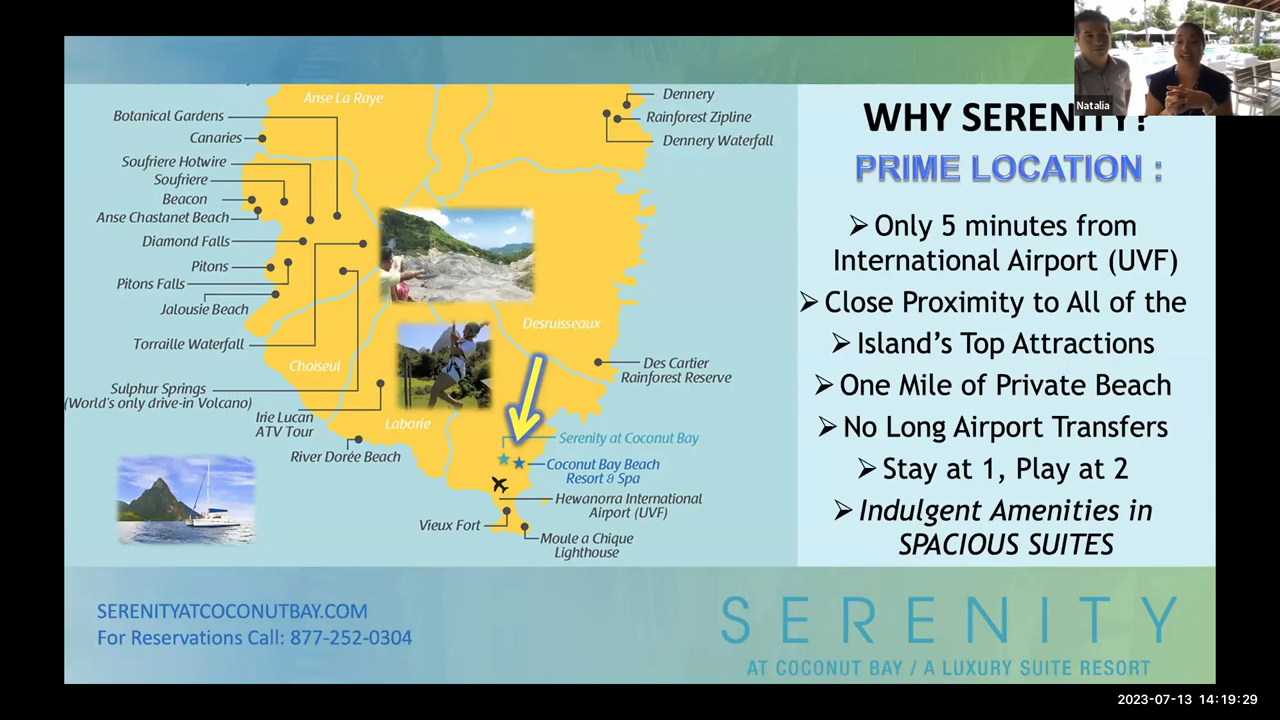 Anse La Raye
Botanical Gardens
Canaries
Soufriere Hotwire
Soufriere
Beacon
Anse Chastanet Beach
Diamond Falls
Pitons
Pitons Falls
Jalousie Beach
Torraille Waterfall
Choiseul
Sulphur Springs
(World's only drive-in Volcano)
Irie Lucan
ATV Tour
Laborie
River Dorée Beach
Dennery
Rainforest Zipline
Dennery Waterfall
Desruisseaux
Des Cartier
Rainforest Reserve
Serenity at Coconut Bay
Coconut Bay Beach
Resort & Spa
Hewanorra International
Airport (UVF)
Vieux Fort
Moule a Chique
Lighthouse
Natalia
WHY SERENITY?
PRIME LOCATION :
➢ Only 5 minutes from
International Airport (UVF)
➢ Close Proximity to All of the
➢ Island's Top Attractions
➢ One Mile of Private Beach
➢ No Long Airport Transfers
➢ Stay at 1, Play at 2
➢ Indulgent Amenities in
SPACIOUS SUITES
SERENITYATCOCONUTBAY.COM
For Reservations Call: 877-252-0304
SERENITY
AT COCONUT BAY / A LUXURY SUITE RESORT
2023-07-13 14:19:29